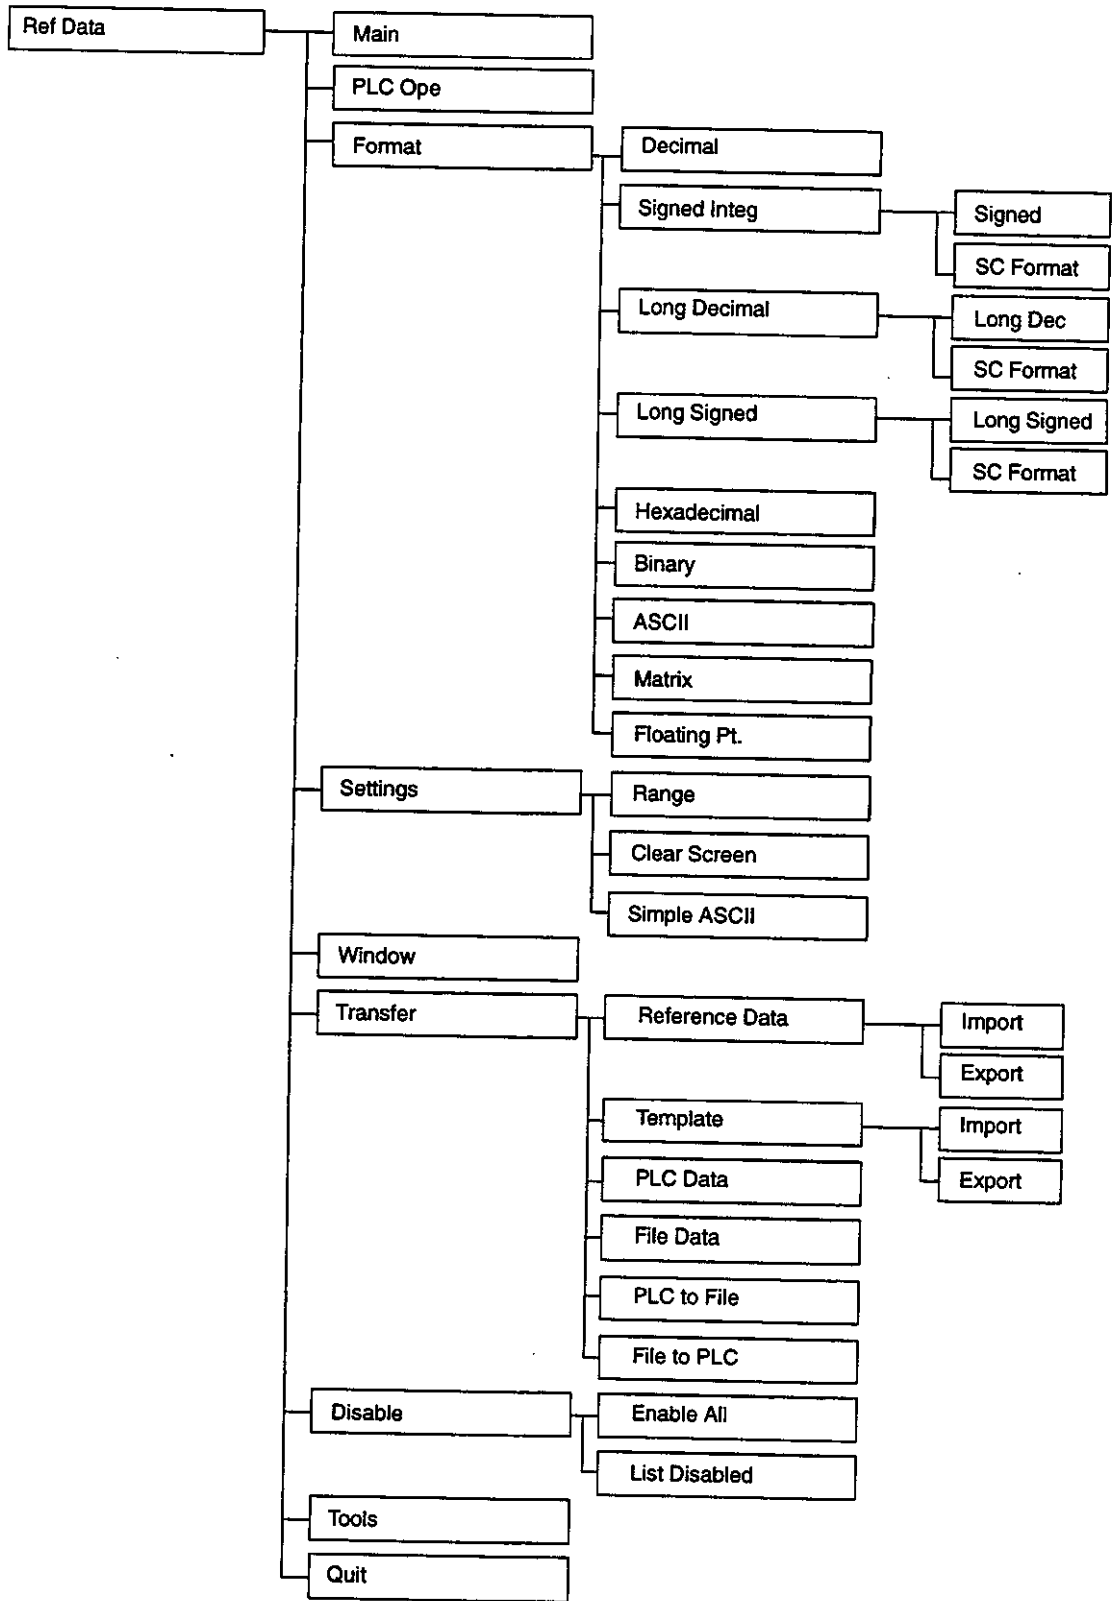 Ref Data
Main
PLC Ope
Format
Decimal
Signed Integ
Signed
SC Format
Long Decimal
Long Dec
SC Format
Long Signed
Long Signed
SC Format
Hexadecimal
Binary
ASCII
Matrix
Floating Pt.
Settings
Range
Clear Screen
Simple ASCII
Window
Transfer
Reference Data
Import
Export
Template
Import
Export
PLC Data
File Data
PLC to File
File to PLC
Disable
Enable All
List Disabled
Tools
Quit